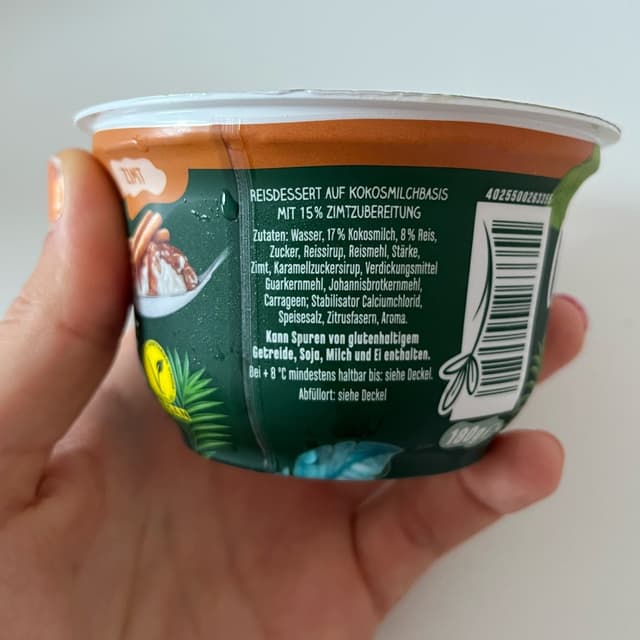 ZIMT
REISDESSERT AUF KOKOSMILCHBASIS
MIT 15% ZIMTZUBEREITUNG
Zutaten: Wasser, 17% Kokosmilch, 8% Reis,
Zucker, Reissirup, Reismehl, Stärke,
Zimt, Karamellzuckersirup, Verdickungsmittel
Guarkernmehl, Johannisbrotkernmehl,
Carrageen; Stabilisator Calciumchlorid,
Speisesalz, Zitrusfasern, Aroma.
Kann Spuren von glutenhaltigem
Getreide, Soja, Milch und Ei enthalten.
Bei + 8 °C mindestens haltbar bis: siehe Deckel.
Abfüllort: siehe Deckel